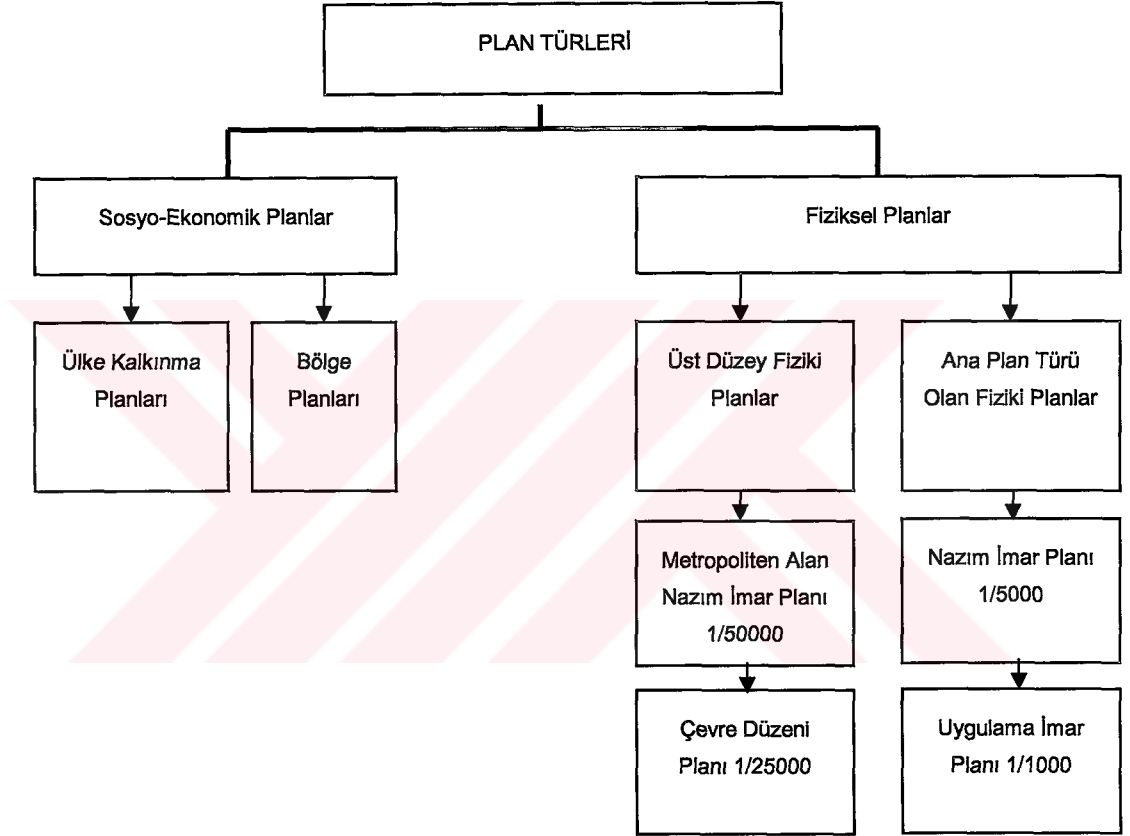 PLAN TÜRLERİ
Sosyo-Ekonomik Planlar
Fiziksel Planlar
Ülke Kalkınma
Planları
Bölge
Planları
Üst Düzey Fiziki
Planlar
Ana Plan Türü
Olan Fiziki Planlar
Metropoliten Alan
Nazım İmar Planı
1/50000
Nazım İmar Planı
1/5000
Çevre Düzeni
Planı 1/25000
Uygulama İmar
Planı 1/1000